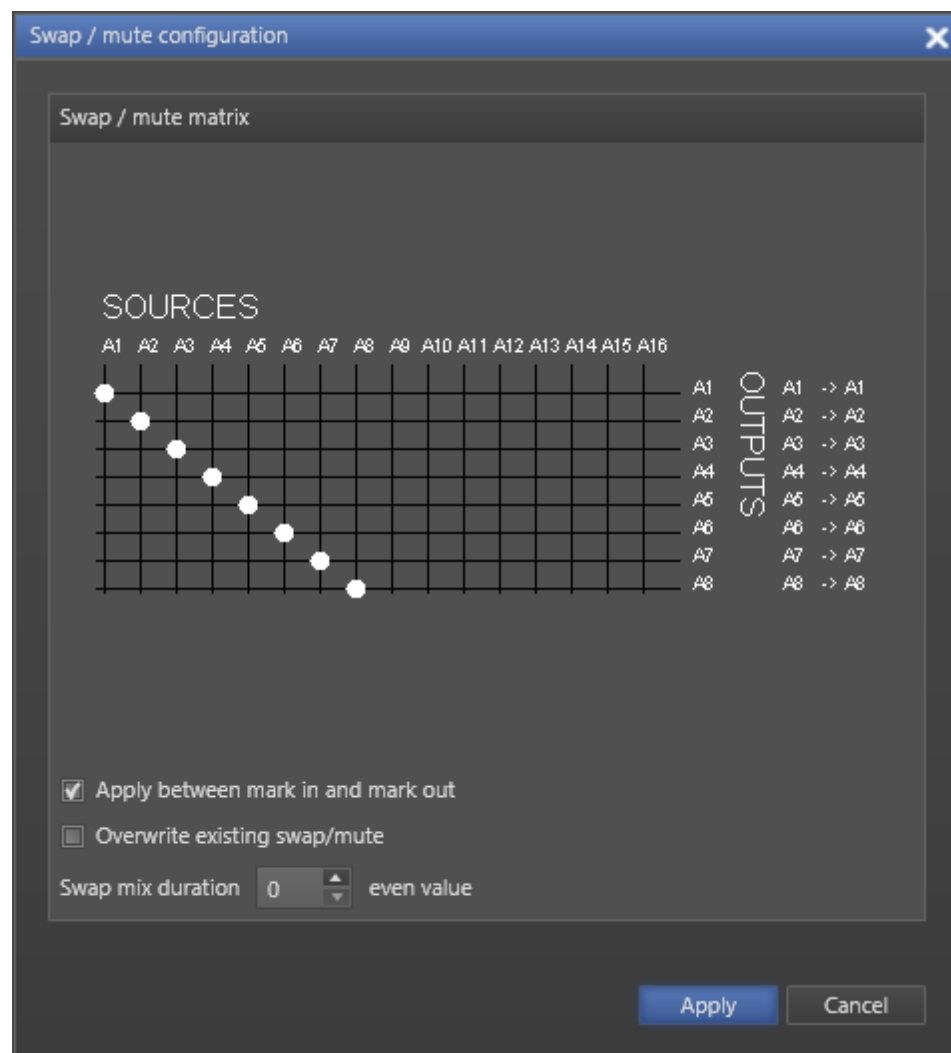 Swap / mute configuration
Swap / mute matrix
SOURCES
A1 A2 A3 A4 A5 A6 A7 A8 A9 A10 A11 A12 A13 A14 A15 A16
OUTPUTS
A1 A1 -> A1
A2 A2 -> A2
A3 A3 -> A3
A4 A4 -> A4
A5 A5 -> A5
A6 A6 -> A6
A7 A7 -> A7
A8 A8 -> A8
Apply between mark in and mark out
Overwrite existing swap/mute
Swap mix duration 0 even value
Apply Cancel